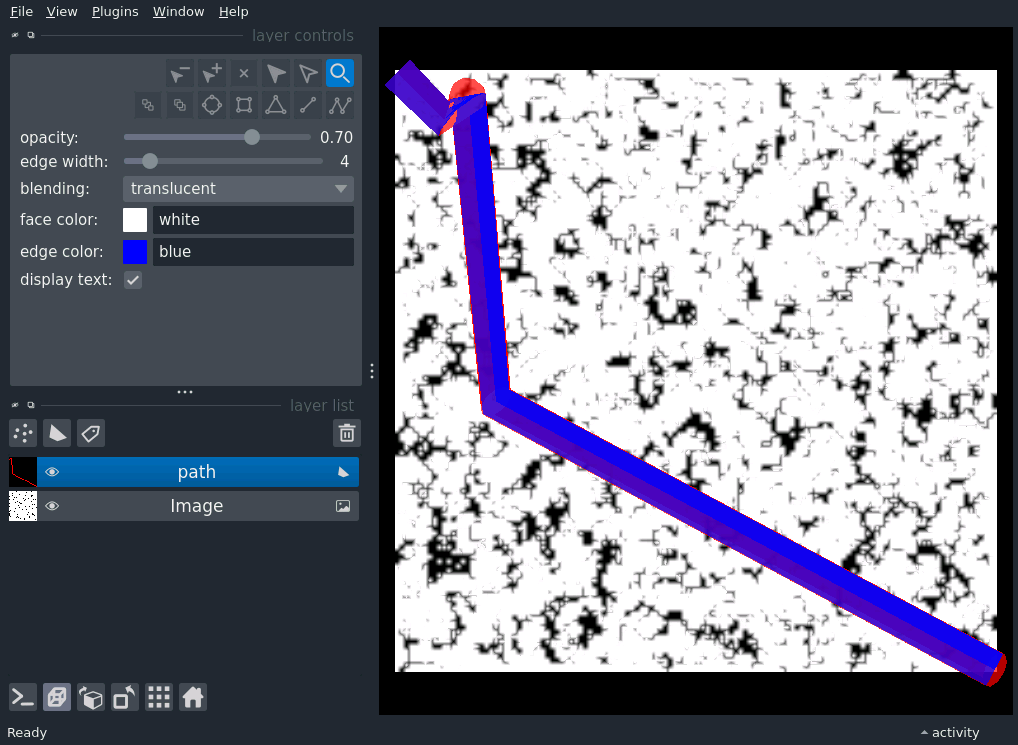 File View Plugins Window Help
layer controls
opacity: 0.70
edge width: 4
blending: translucent
face color: white
edge color: blue
display text:
layer list
path
Image
Ready activity